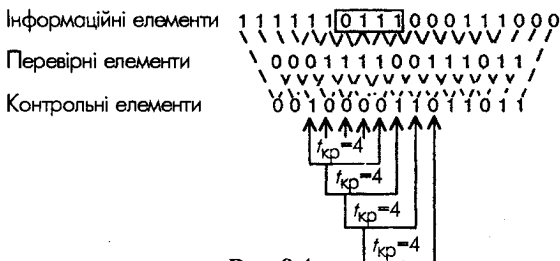 Інформаційні елементи 1 1 1 1 1 1 0 1 1 1 0 0 0 1 1 1 0 0 0
Перевірні елементи 0 0 0 1 1 1 1 0 0 1 1 1 0 1 1
Контрольні елементи 0 0 1 0 0 0 0 1 1 0 1 1 0 1 1
tкр=4
tкр=4
tкр=4
tкр=4